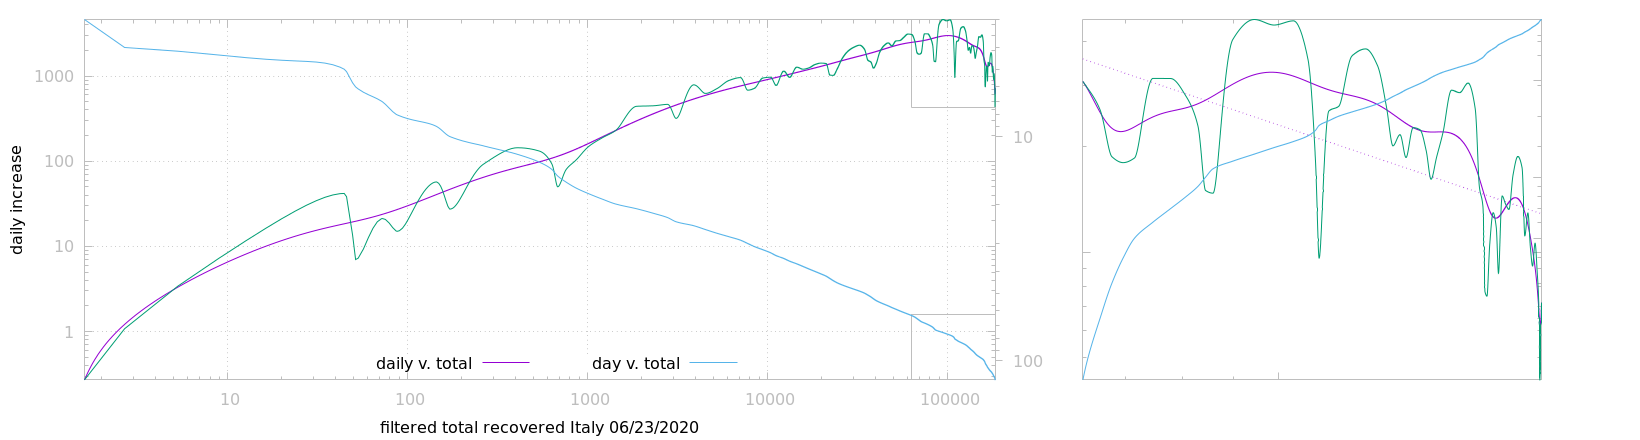 1000
100
10
1
daily increase
10
100
daily v. total
day v. total
10
100
1000
10000
100000
filtered total recovered Italy 06/23/2020